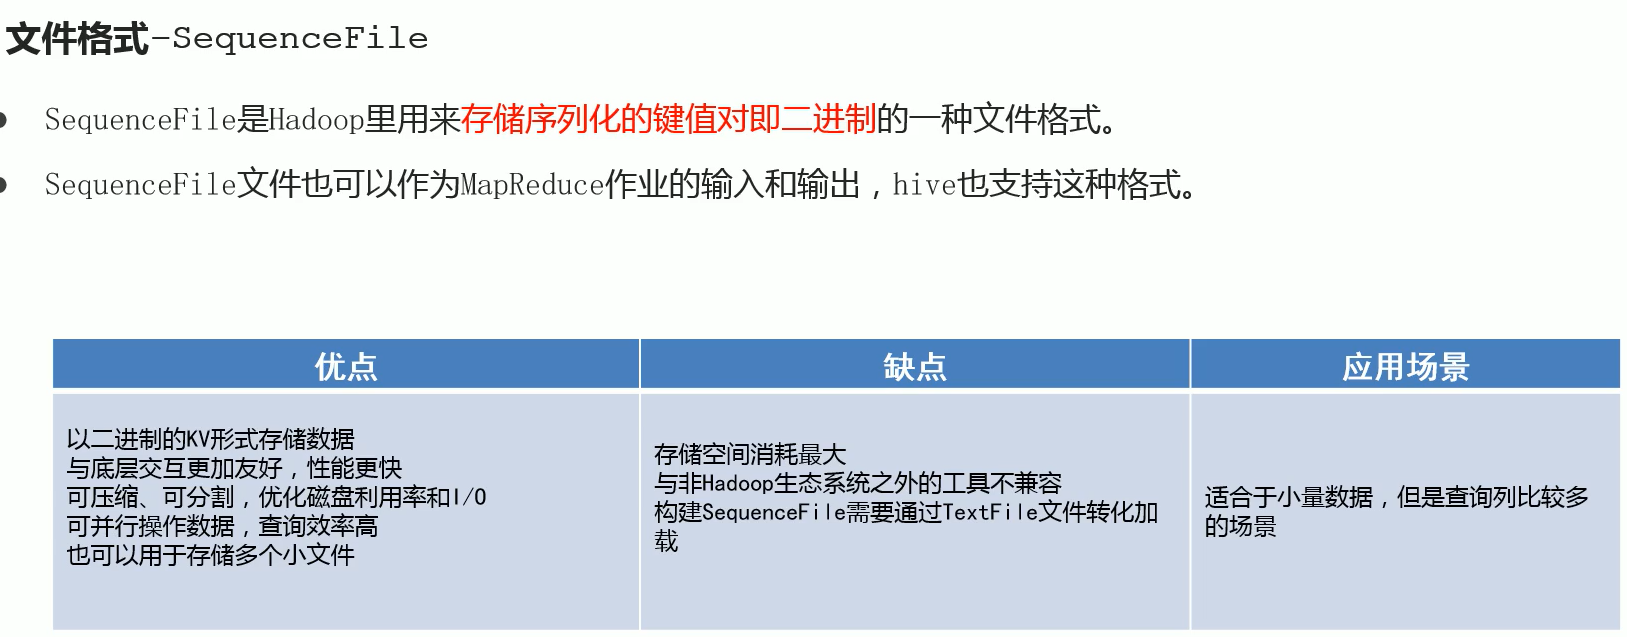 文件格式-SequenceFile
SequenceFile是Hadoop里用来存储序列化的键值对即二进制的一种文件格式。
SequenceFile文件也可以作为MapReduce作业的输入和输出，hive也支持这种格式。
优点
缺点
应用场景
以二进制的KV形式存储数据
与底层交互更加友好，性能更快
可压缩、可分割，优化磁盘利用率和I/O
可并行操作数据，查询效率高
也可以用于存储多个小文件
存储空间消耗最大
与非Hadoop生态系统之外的工具不兼容
构建SequenceFile需要通过TextFile文件转化加
载
适合于小量数据，但是查询列比较多
的场景